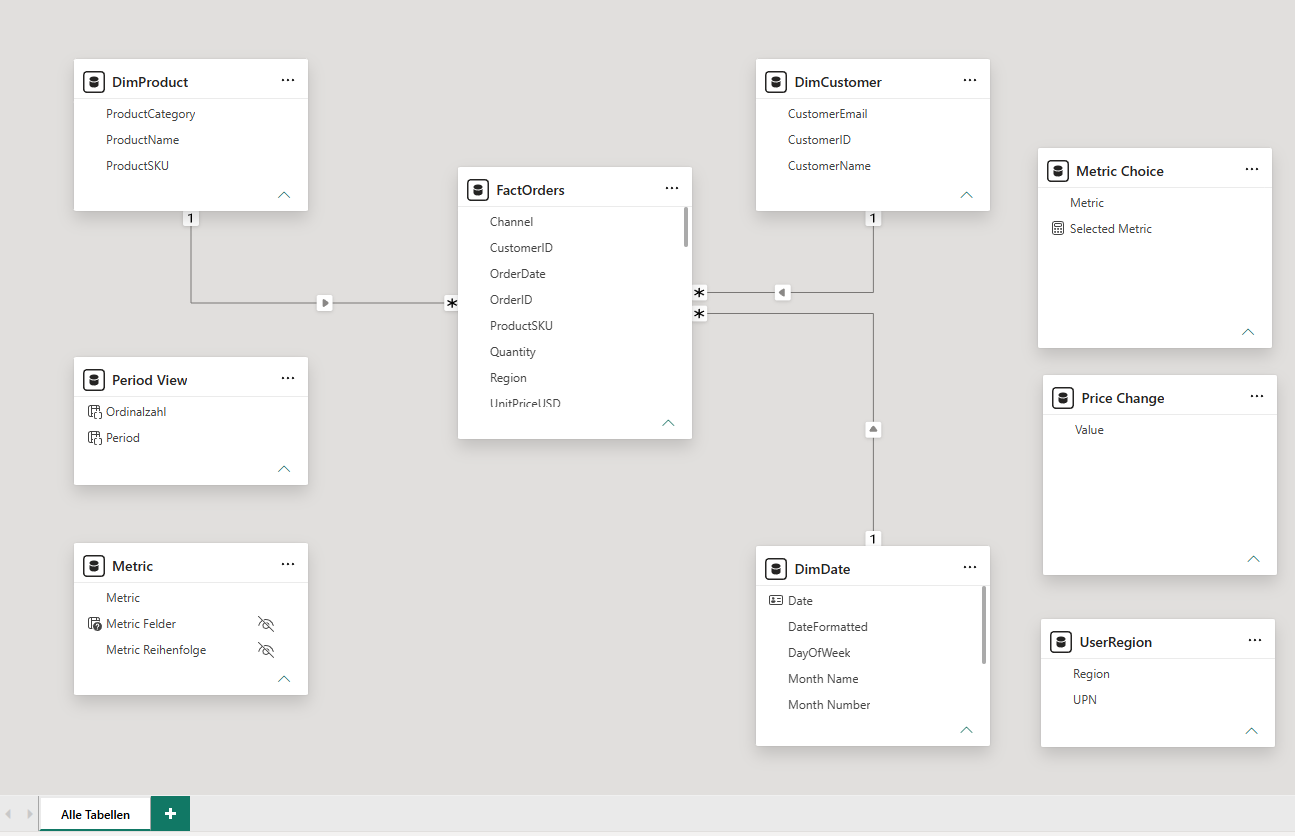 DimProduct
ProductCategory
ProductName
ProductSKU
1
Period View
Ordinalzahl
Period
Metric
Metric
Metric Felder
Metric Reihenfolge
FactOrders
Channel
CustomerID
OrderDate
OrderID
ProductSKU
Quantity
Region
UnitPriceUSD
*
*
*
DimCustomer
CustomerEmail
CustomerID
CustomerName
1
1
DimDate
Date
DateFormatted
DayOfWeek
Month Name
Month Number
Metric Choice
Metric
Selected Metric
Price Change
Value
UserRegion
Region
UPN
Alle Tabellen
+